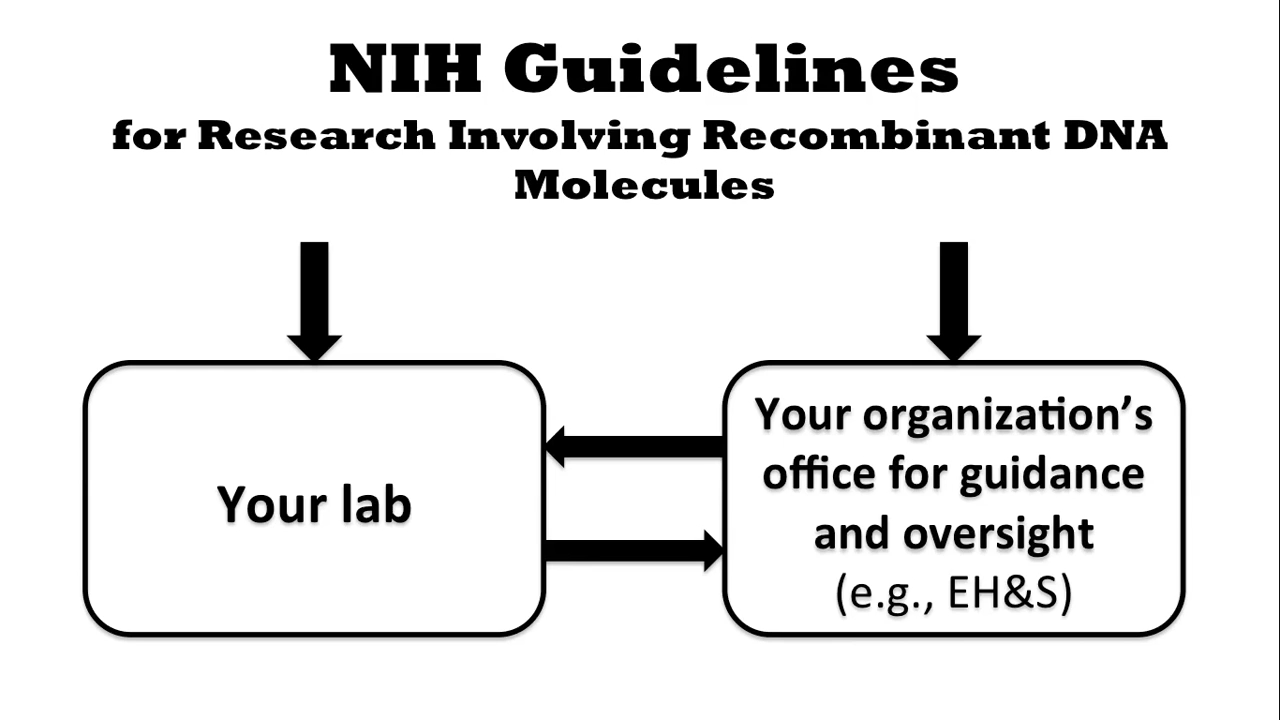 NIH Guidelines
for Research Involving Recombinant DNA
Molecules
Your lab
Your organization’s
office for guidance
and oversight
(e.g., EH&S)